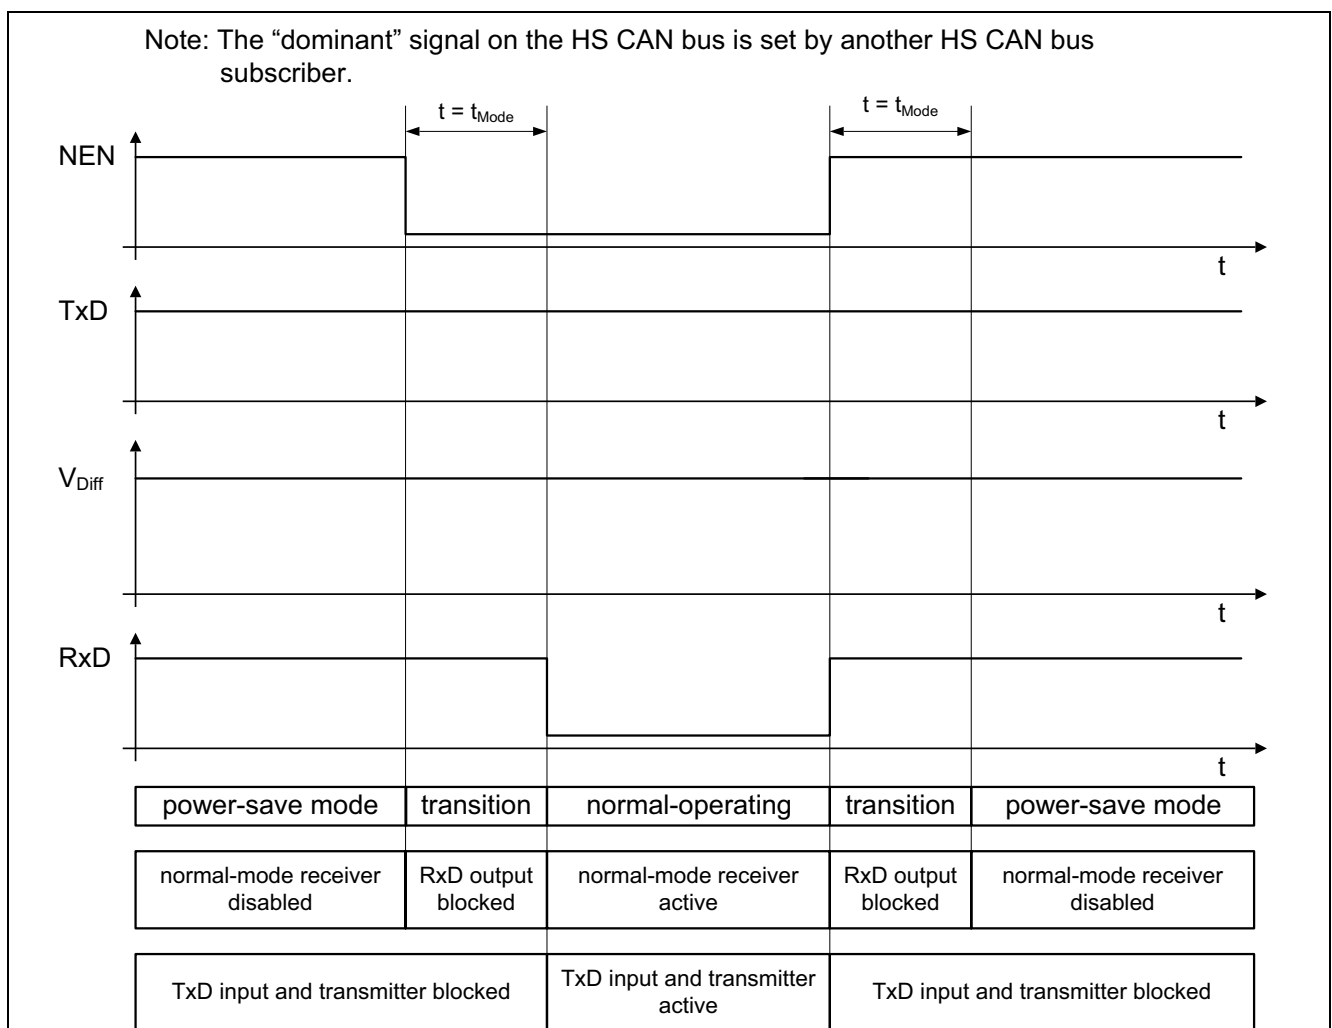 Note: The “dominant” signal on the HS CAN bus is set by another HS CAN bus
subscriber.
t = tMode
t = tMode
NEN
t
TxD
t
VDiff
t
RxD
t
power-save mode
transition
normal-operating
transition
power-save mode
normal-mode receiver
disabled
RxD output
blocked
normal-mode receiver
active
RxD output
blocked
normal-mode receiver
disabled
TxD input and transmitter blocked
TxD input and transmitter
active
TxD input and transmitter blocked